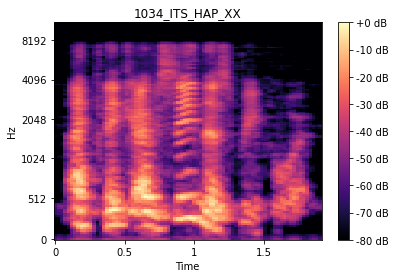 1034_ITS_HAP_XX
8192
4096
2048
1024
512
0
Hz
0
0.5
1
1.5
Time
+0 dB
-10 dB
-20 dB
-30 dB
-40 dB
-50 dB
-60 dB
-70 dB
-80 dB